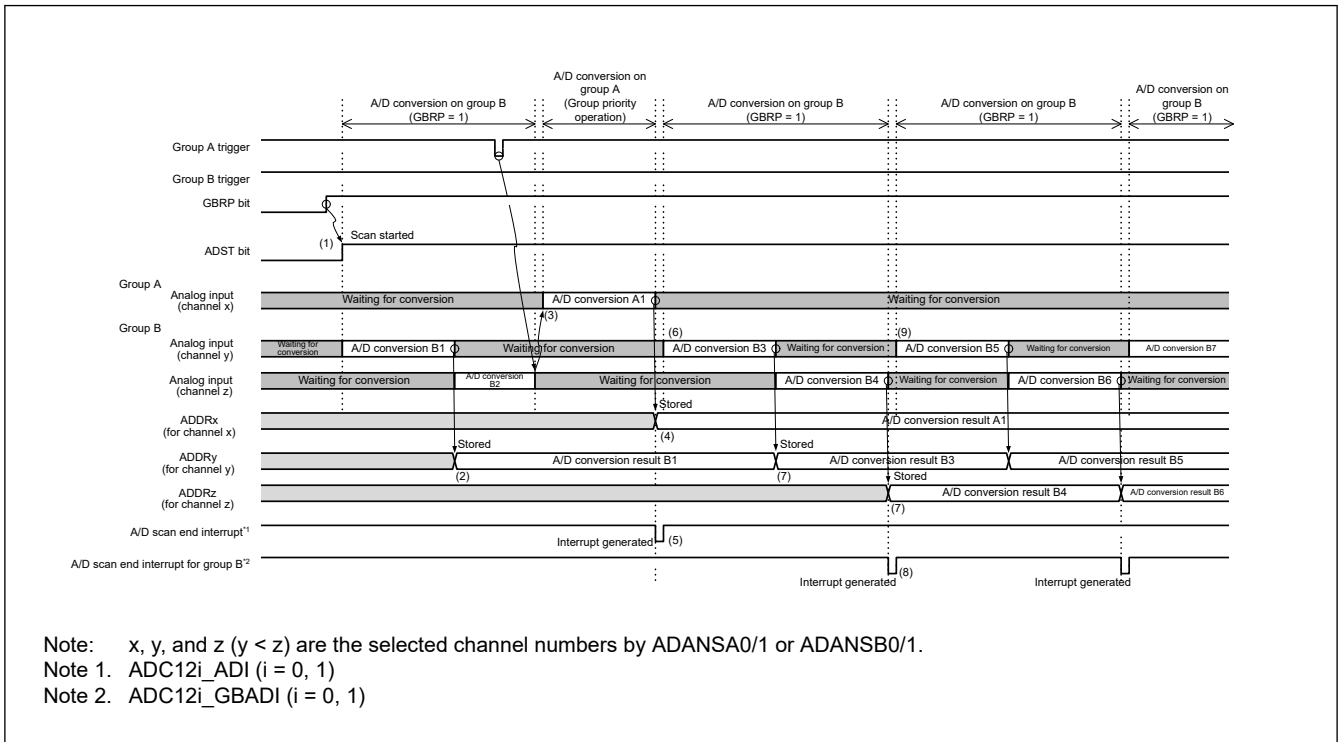 A/D conversion on group B
(GBRP = 1)
A/D conversion on
group A
(Group priority
operation)
A/D conversion on group B
(GBRP = 1)
A/D conversion on group B
(GBRP = 1)
A/D conversion on
group B
(GBRP = 1)
Group A trigger
Group B trigger
GBRP bit
(1) Scan started
ADST bit
Group A
Analog input
(channel x)
Waiting for conversion A/D conversion A1 Waiting for conversion
(3)
Group B
(6) (9)
Analog input
(channel y)
Waiting for
conversion
A/D conversion B1 Waiting for conversion A/D conversion B3 Waiting for conversion A/D conversion B5 Waiting for conversion A/D conversion B7
Analog input
(channel z)
Waiting for conversion
A/D conversion
B2
Waiting for conversion A/D conversion B4 Waiting for conversion A/D conversion B6 Waiting for conversion
Stored
ADDRx
(for channel x)
A/D conversion result A1
(4)
Stored Stored
ADDRy
(for channel y)
A/D conversion result B1 A/D conversion result B3 A/D conversion result B5
(2) (7) Stored
ADDRz
(for channel z)
A/D conversion result B4 A/D conversion result B6
(7)
A/D scan end interrupt*1
Interrupt generated (5)
A/D scan end interrupt for group B*2
(8)
Interrupt generated Interrupt generated
Note: x, y, and z (y < z) are the selected channel numbers by ADANSA0/1 or ADANSB0/1.
Note 1. ADC12i_ADI (i = 0, 1)
Note 2. ADC12i_GBADI (i = 0, 1)